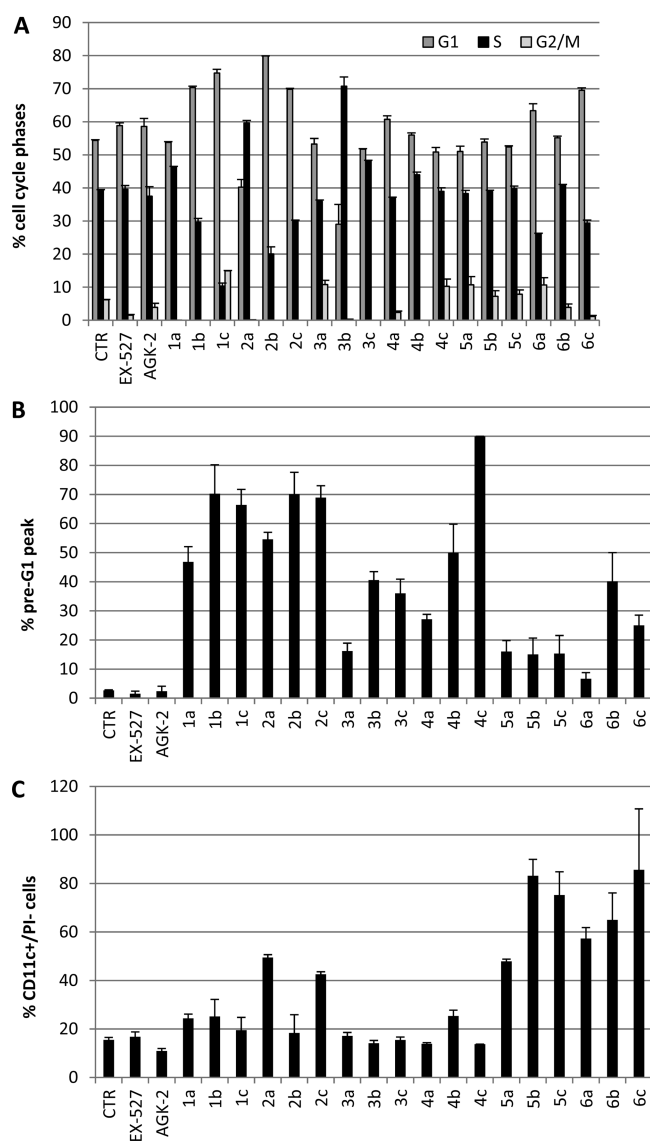 A
% cell cycle phases
90
80
70
60
50
40
30
20
10
0
G1 S G2/M
CTR EX-527 AGK-2 1a 1b 1c 2a 2b 2c 3a 3b 3c 4a 4b 4c 5a 5b 5c 6a 6b 6c
B
% pre-G1 peak
100
90
80
70
60
50
40
30
20
10
0
CTR EX-527 AGK-2 1a 1b 1c 2a 2b 2c 3a 3b 3c 4a 4b 4c 5a 5b 5c 6a 6b 6c
C
% CD11c+/PI- cells
120
100
80
60
40
20
0
CTR EX-527 AGK-2 1a 1b 1c 2a 2b 2c 3a 3b 3c 4a 4b 4c 5a 5b 5c 6a 6b 6c